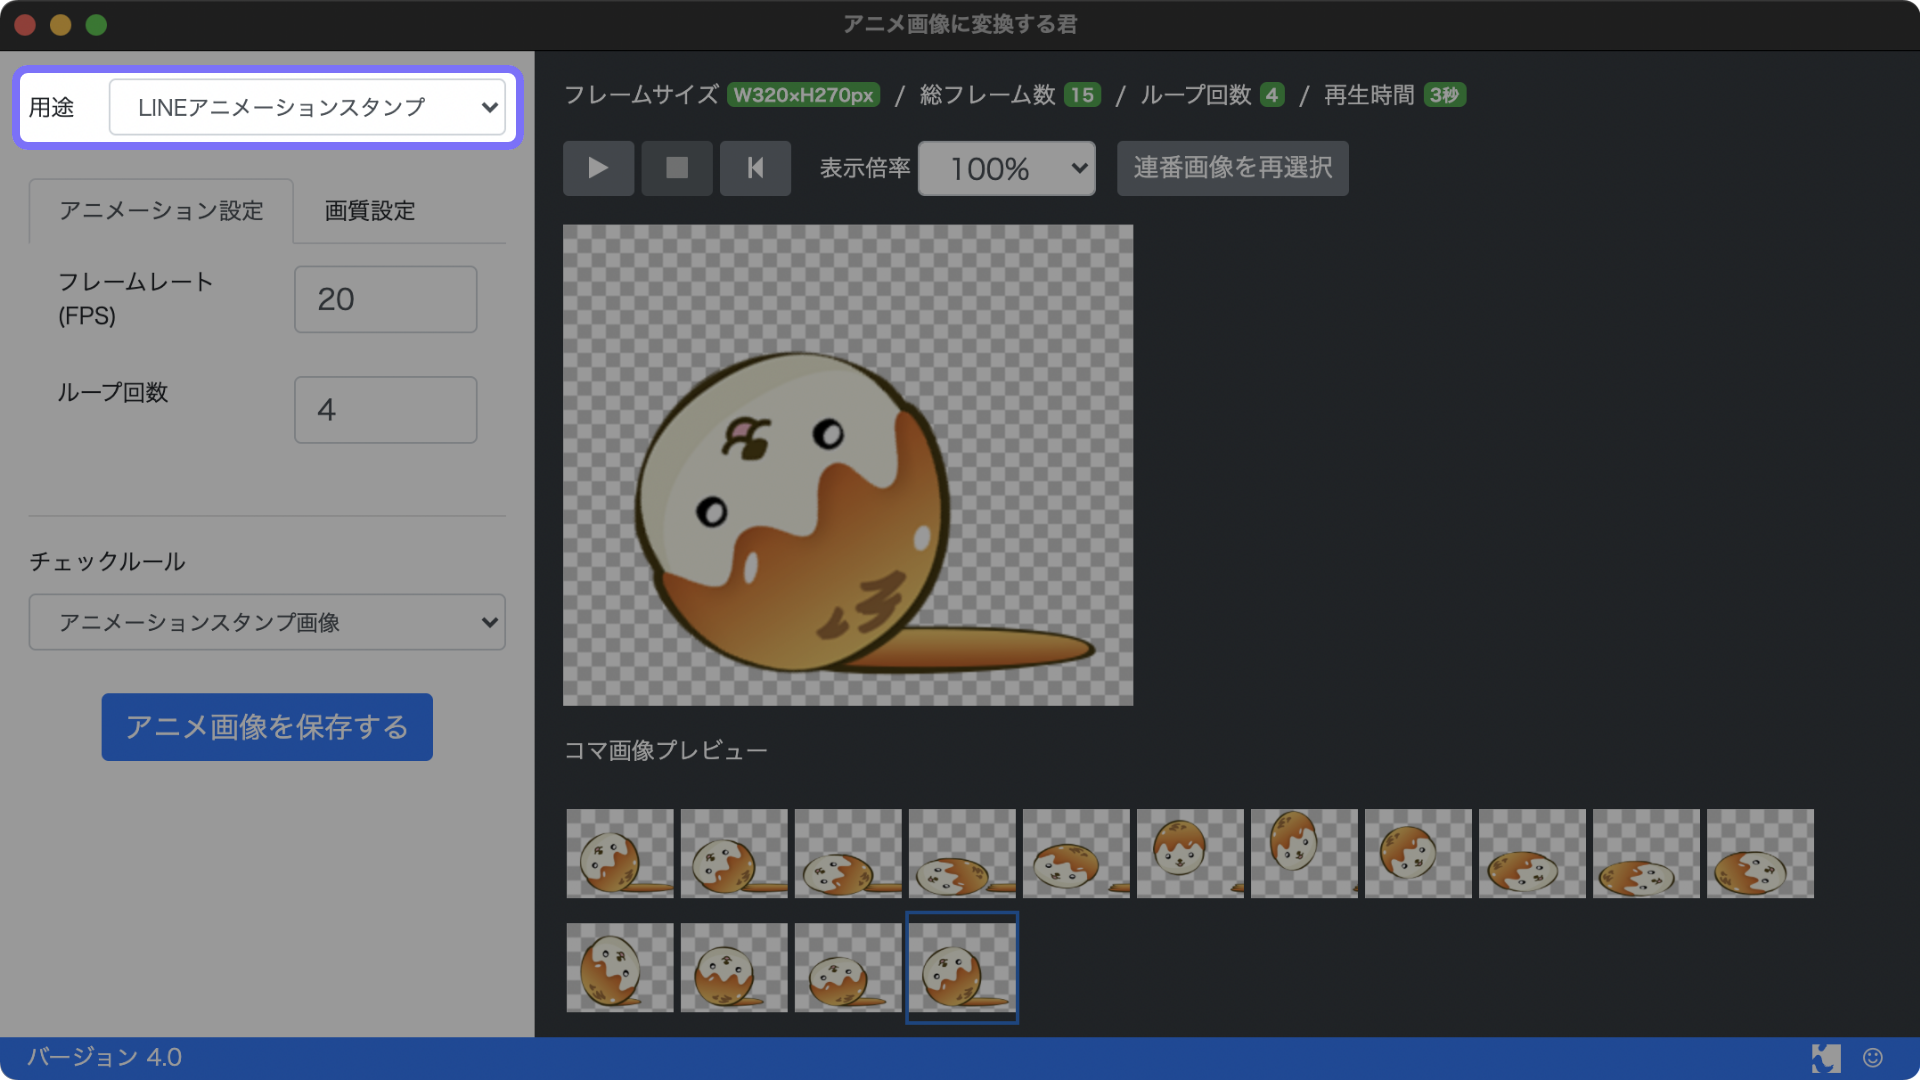 アニメ画像に変換する君
用途 LINEアニメーションスタンプ
アニメーション設定 画質設定
フレームレート
(FPS)
20
ループ回数 4
チェックルール
アニメーションスタンプ画像
アニメ画像を保存する
フレームサイズ W320×H270px / 総フレーム数 15 / ループ回数 4 / 再生時間 3秒
表示倍率 100% 連番画像を再選択
コマ画像プレビュー
バージョン 4.0